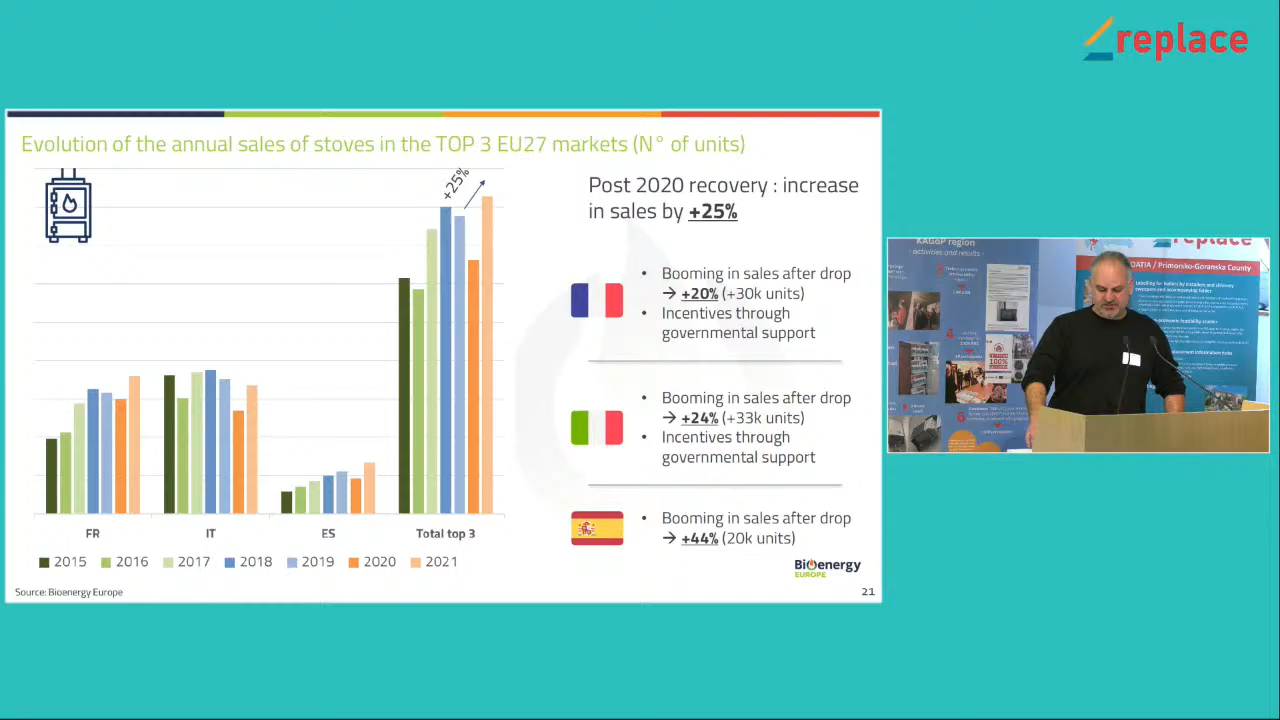 replace
Evolution of the annual sales of stoves in the TOP 3 EU27 markets (N° of units)
+25%
FR
IT
ES
Total top 3
2015
2016
2017
2018
2019
2020
2021
Source: Bioenergy Europe
Post 2020 recovery : increase
in sales by +25%
• Booming in sales after drop
→ +20% (+30k units)
• Incentives through
governmental support
• Booming in sales after drop
→ +24% (+33k units)
• Incentives through
governmental support
• Booming in sales after drop
→ +44% (20k units)
Bioenergy
EUROPE
21
KAGoP region
- activities and results -
replace
/ Primorsko-Goranska County